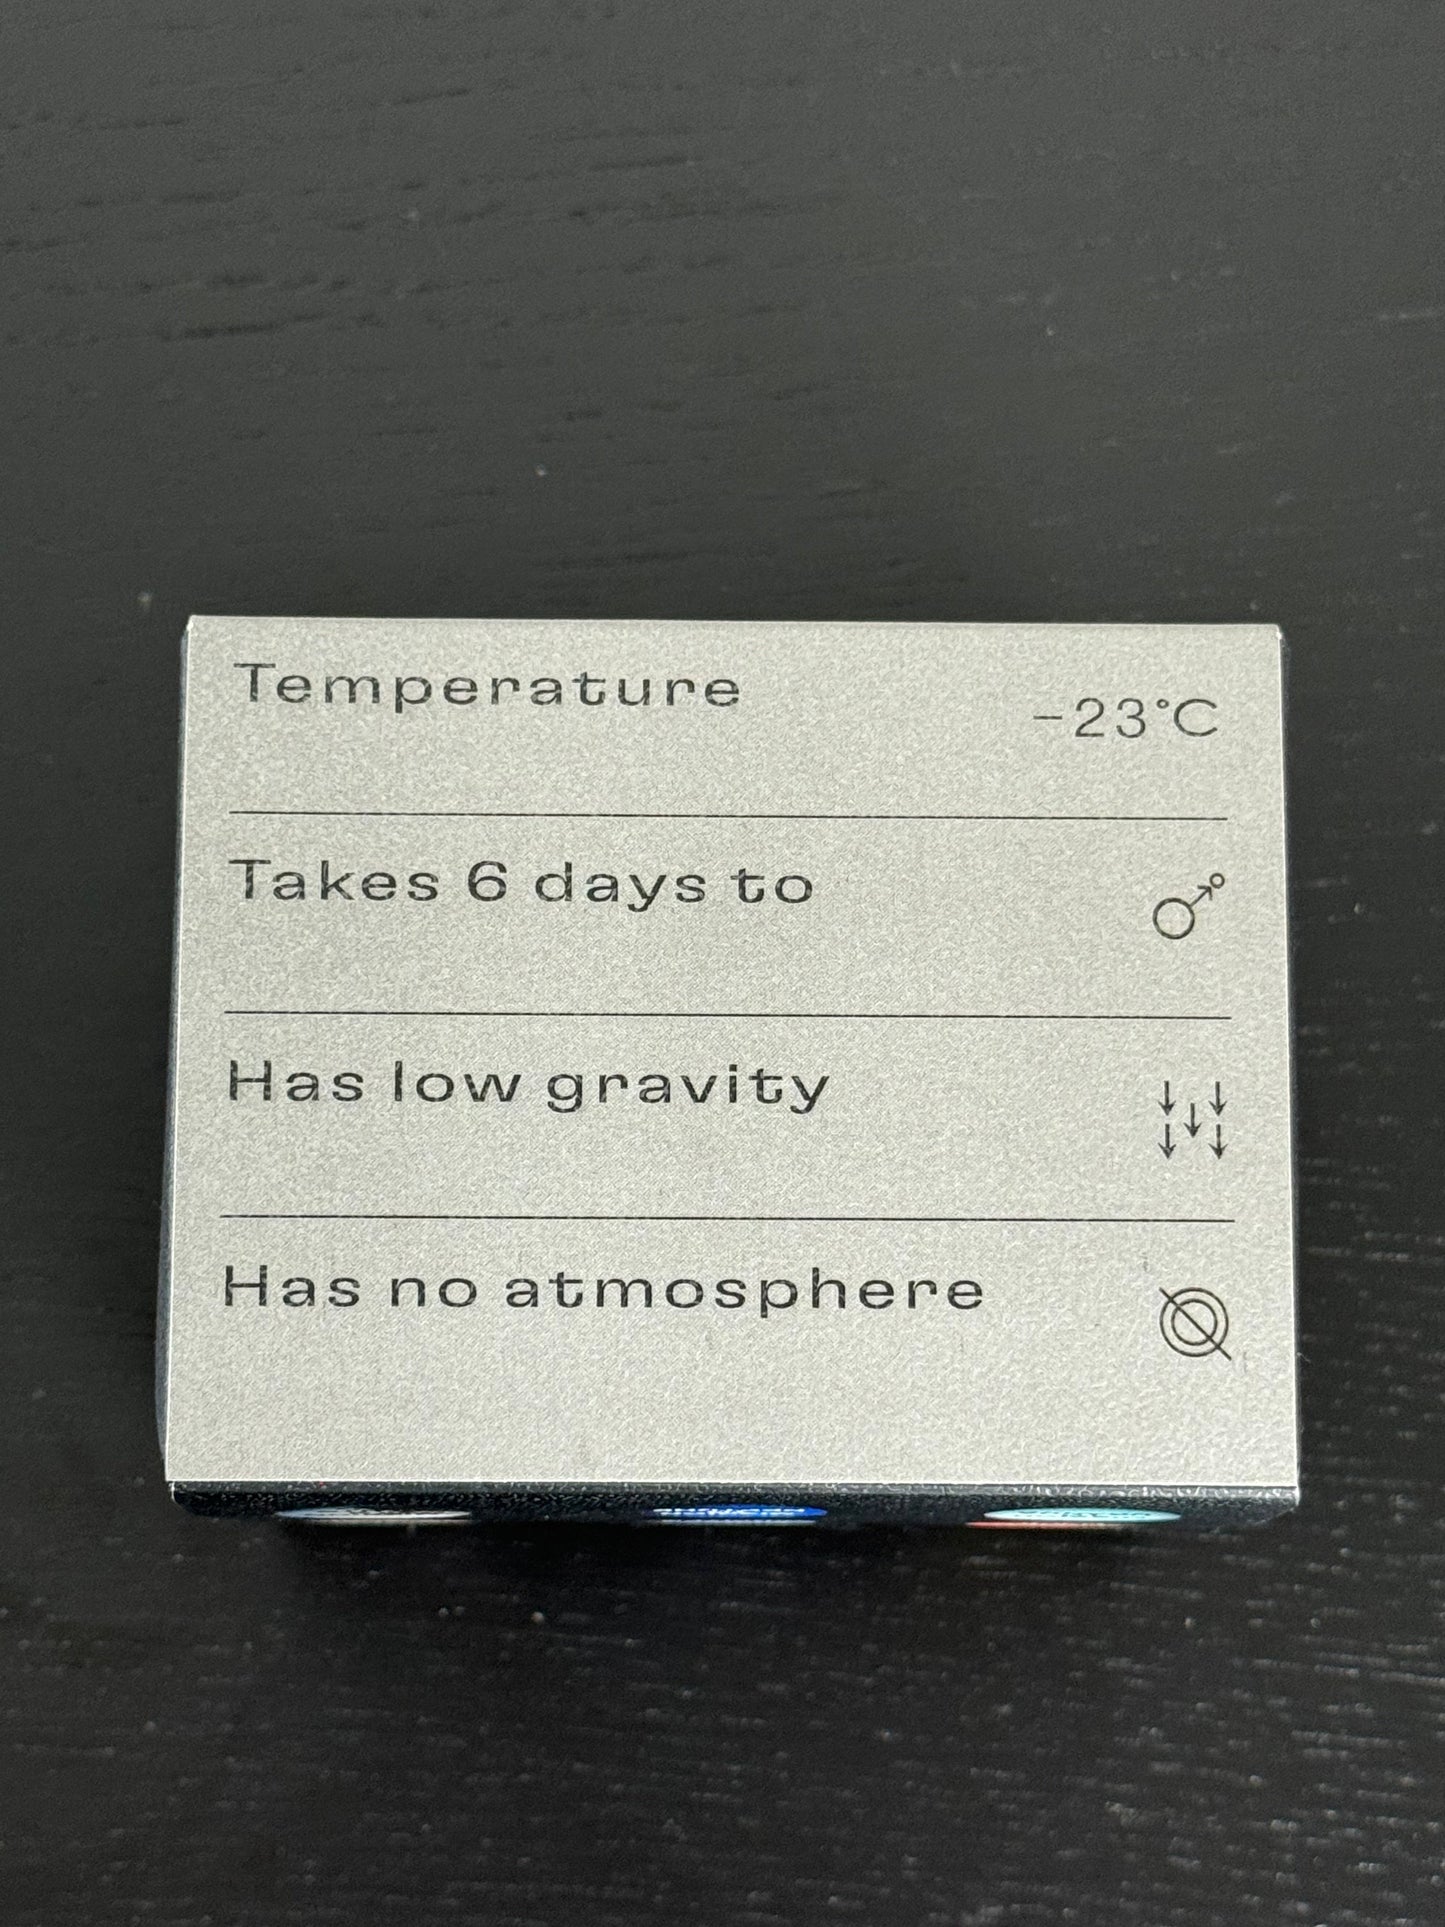 Temperature
-23°C
Takes 6 days to
Has low gravity
Has no atmosphere